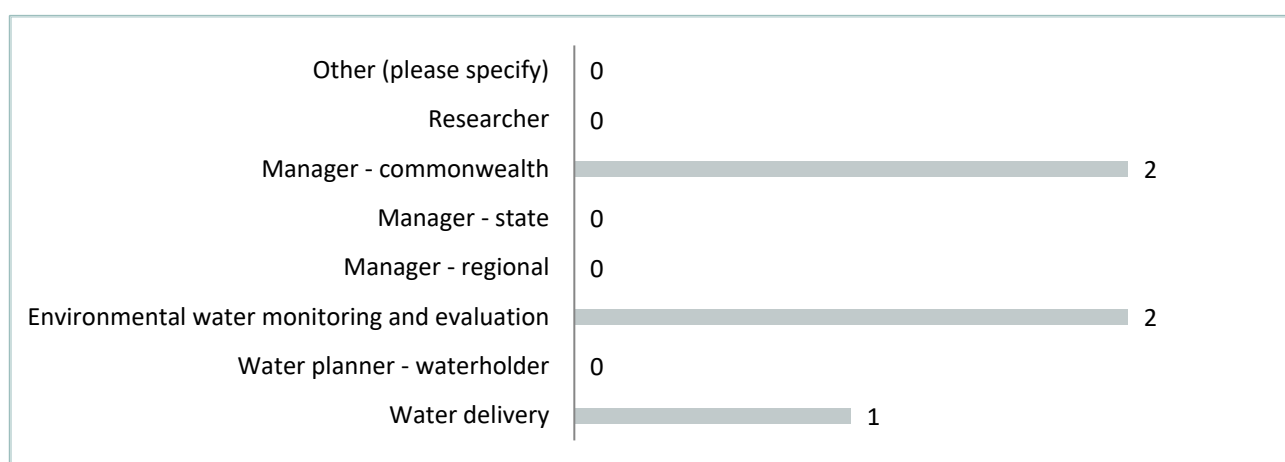 Other (please specify) 0
Researcher 0
Manager - commonwealth 2
Manager - state 0
Manager - regional 0
Environmental water monitoring and evaluation 2
Water planner - waterholder 0
Water delivery 1